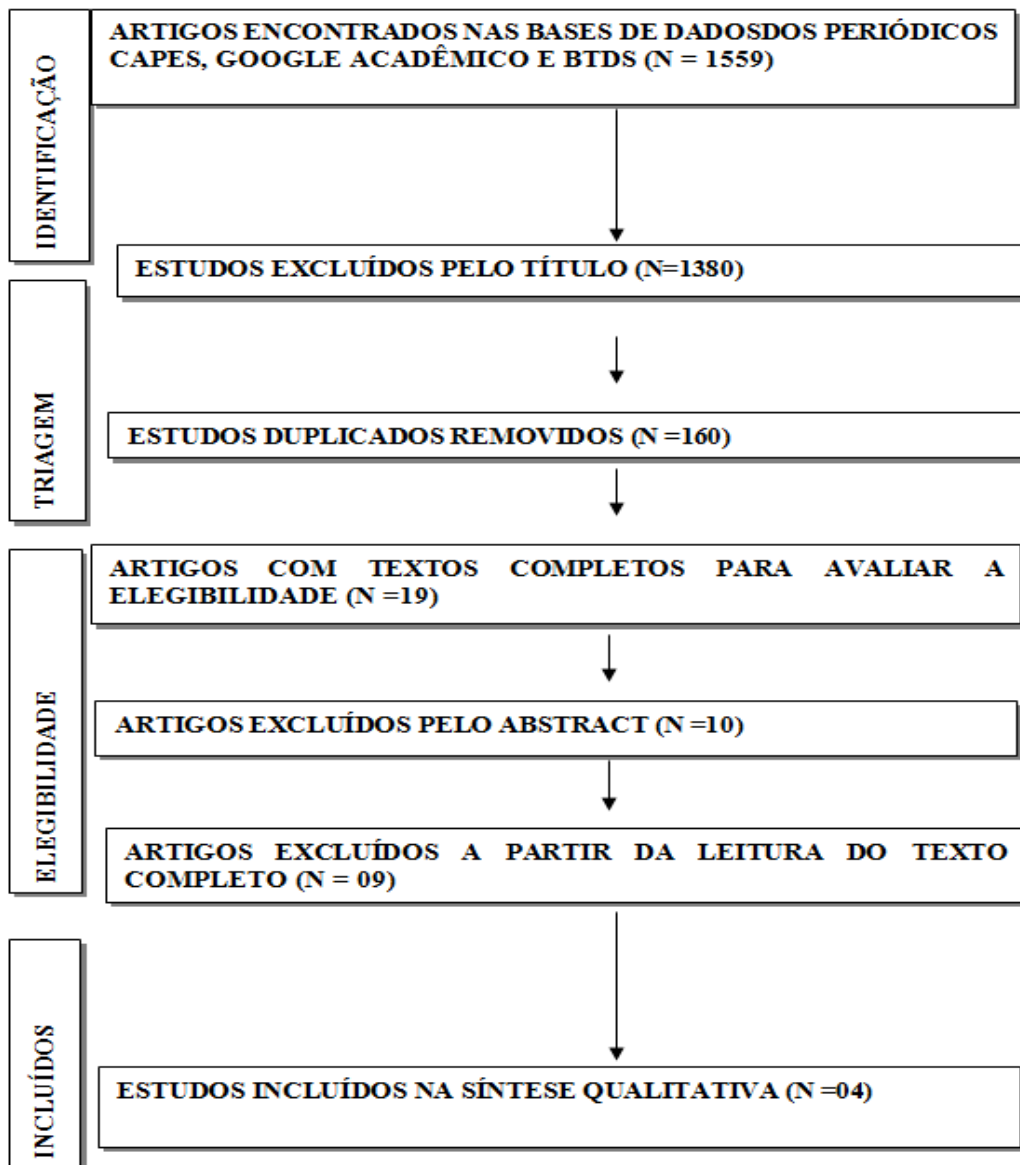 IDENTIFICAÇÃO
ARTIGOS ENCONTRADOS NAS BASES DE DADOSDOS PERIÓDICOS
CAPES, GOOGLE ACADÊMICO E BTDS (N = 1559)
ESTUDOS EXCLUÍDOS PELO TÍTULO (N=1380)
TRIAGEM
ESTUDOS DUPLICADOS REMOVIDOS (N =160)
ELEGIBILIDADE
ARTIGOS COM TEXTOS COMPLETOS PARA AVALIAR A
ELEGIBILIDADE (N =19)
ARTIGOS EXCLUÍDOS PELO ABSTRACT (N =10)
ARTIGOS EXCLUÍDOS A PARTIR DA LEITURA DO TEXTO
COMPLETO (N = 09)
INCLUÍDOS
ESTUDOS INCLUÍDOS NA SÍNTESE QUALITATIVA (N =04)